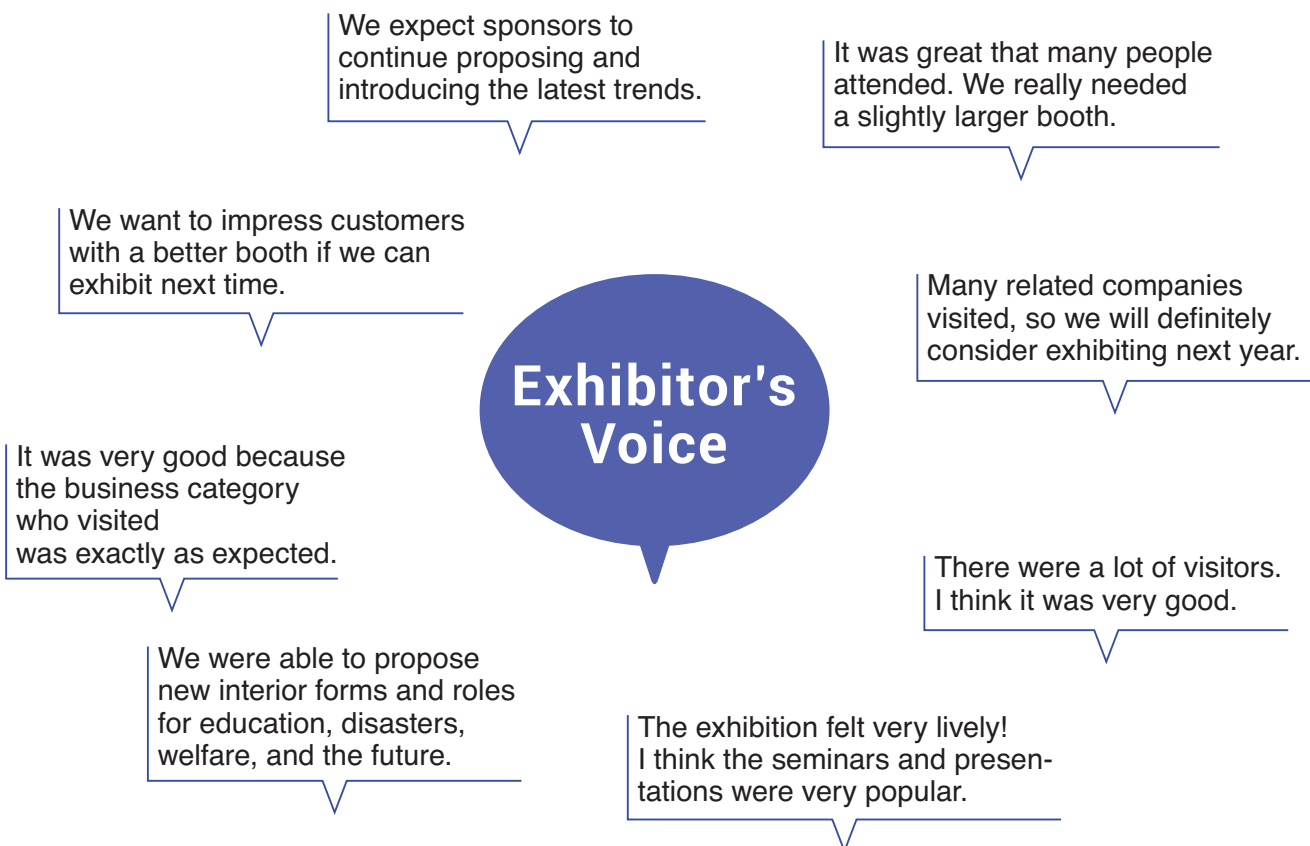 We expect sponsors to
continue proposing and
introducing the latest trends.
It was great that many people
attended. We really needed
a slightly larger booth.
We want to impress customers
with a better booth if we can
exhibit next time.
Many related companies
visited, so we will definitely
consider exhibiting next year.
Exhibitor's
Voice
It was very good because
the business category
who visited
was exactly as expected.
There were a lot of visitors.
I think it was very good.
We were able to propose
new interior forms and roles
for education, disasters,
welfare, and the future.
The exhibition felt very lively!
I think the seminars and presen-
tations were very popular.